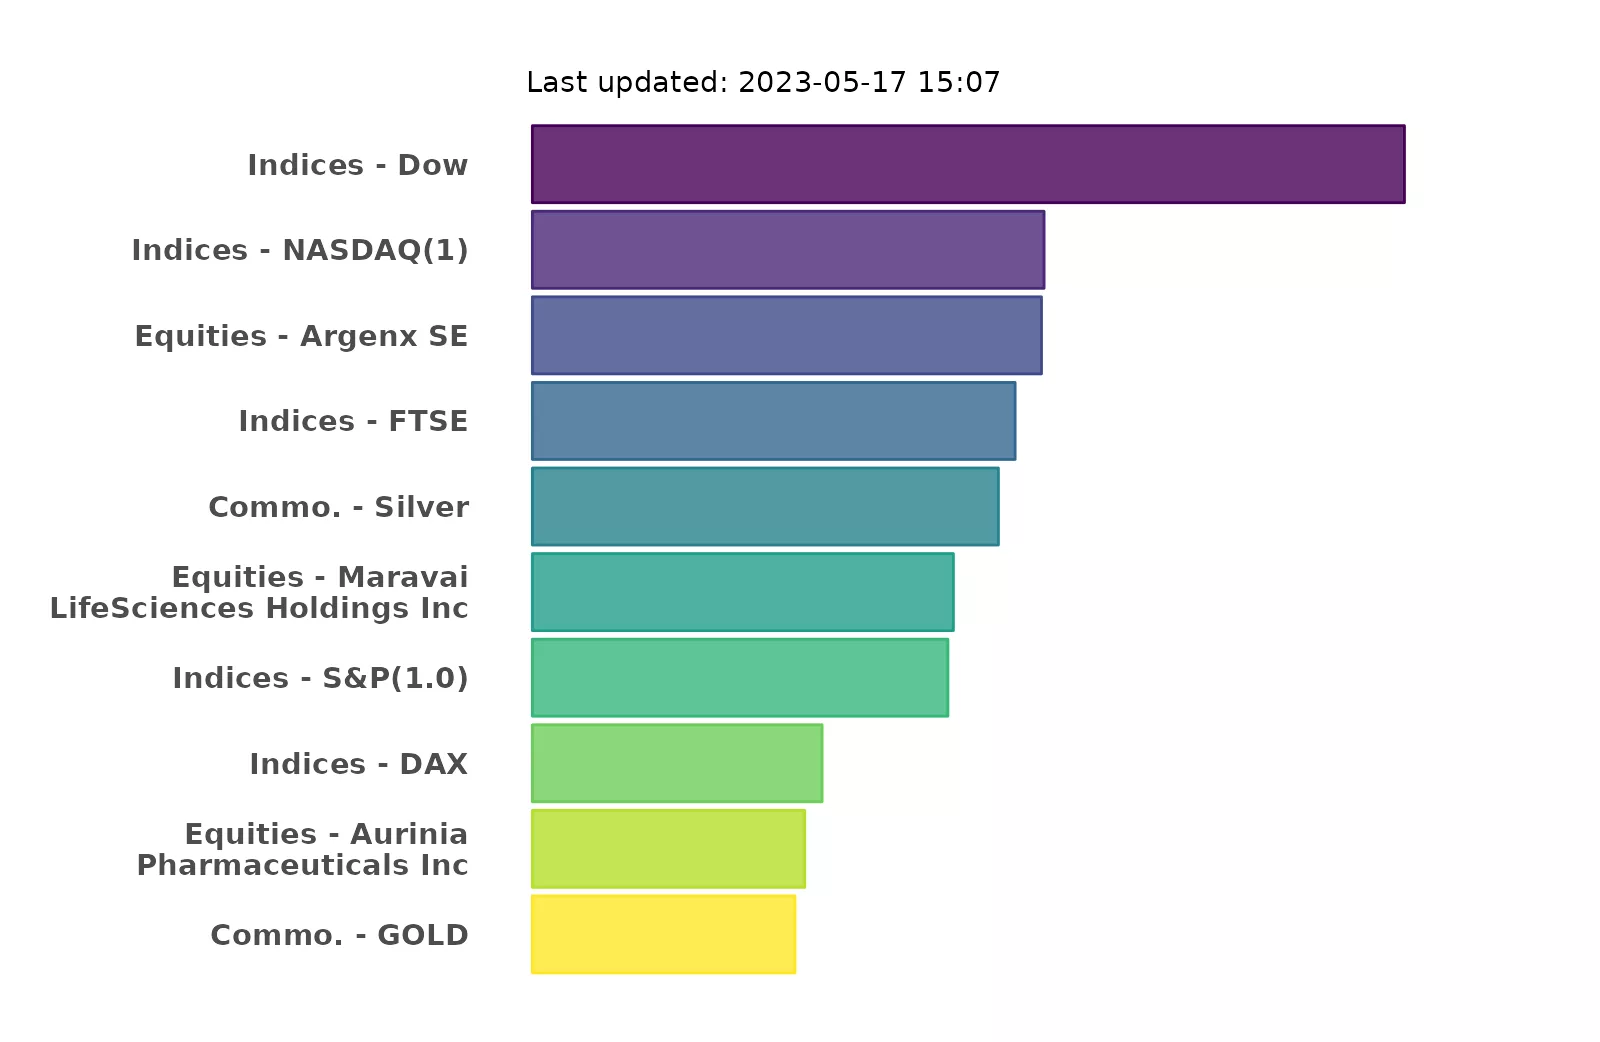 Last updated: 2023-05-17 15:07
Indices - Dow
Indices - NASDAQ(1)
Equities - Argenx SE
Indices - FTSE
Commo. - Silver
Equities - Maravai
LifeSciences Holdings Inc
Indices - S&P(1.0)
Indices - DAX
Equities - Aurinia
Pharmaceuticals Inc
Commo. - GOLD